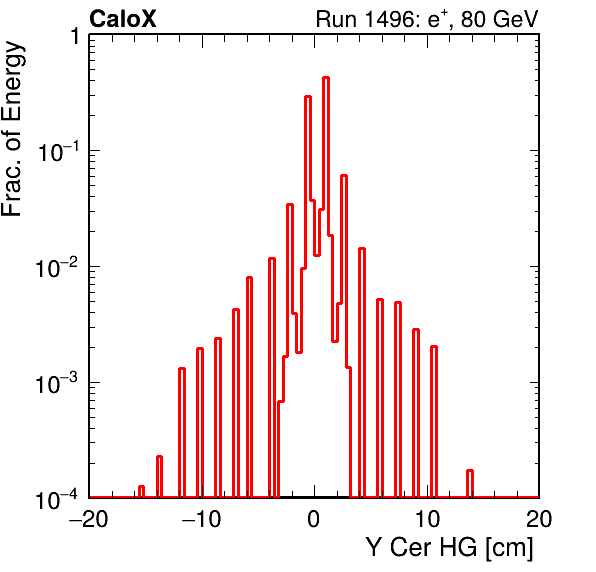 CaloX Run 1496: e⁺, 80 GeV
Frac. of Energy
1
10⁻¹
10⁻²
10⁻³
10⁻⁴
−20 −10 0 10 20
Y Cer HG [cm]